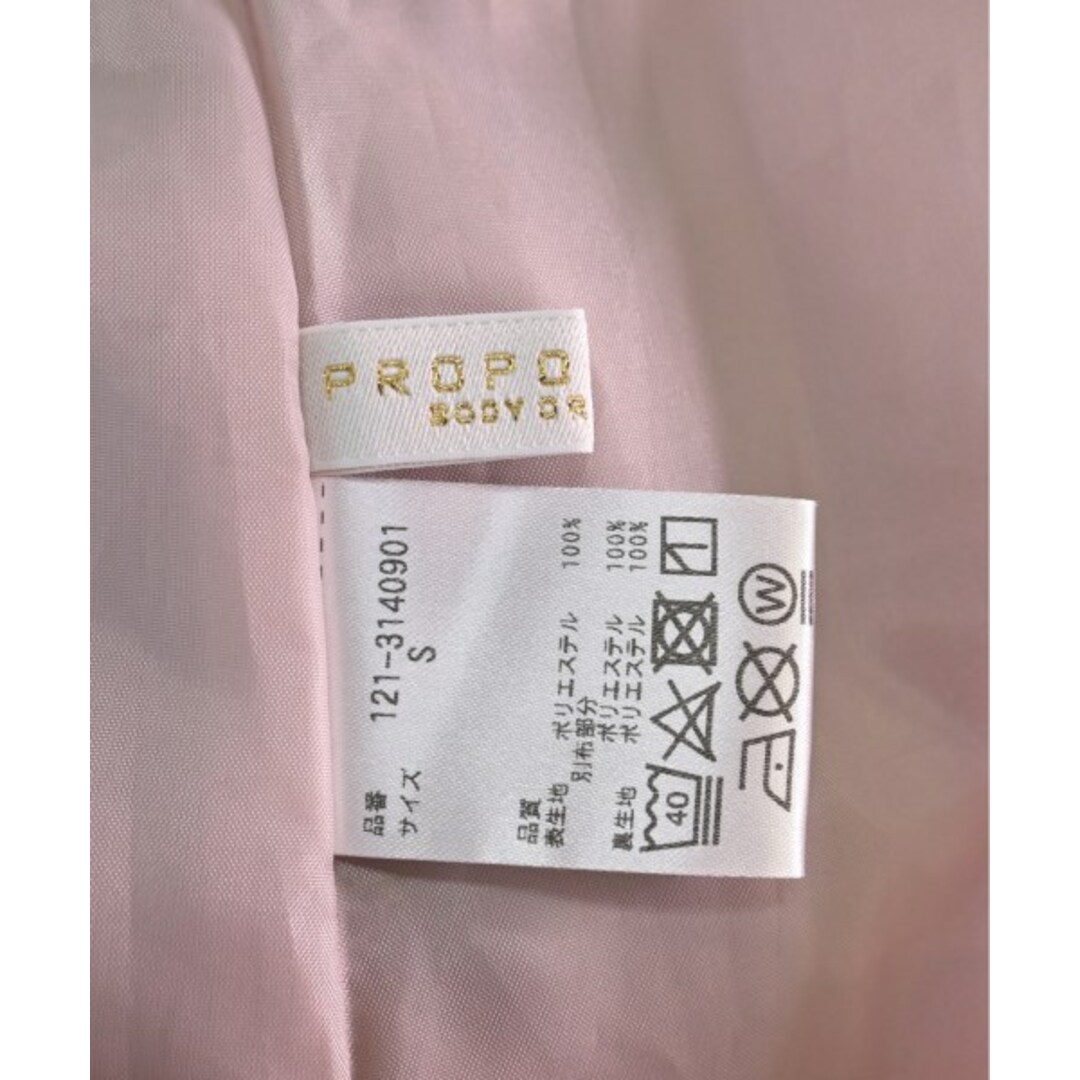 PROPO
BODY DR
品番 121-3140901
サイズ S
品質
表生地 ポリエステル 100%
別布部分
ポリエステル 100%
裏生地 ポリエステル 100%
40
W